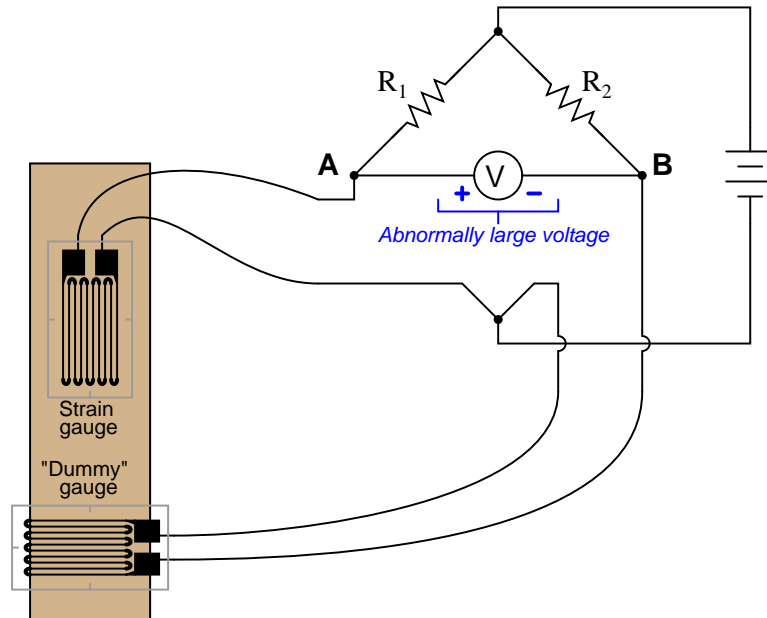 R1
R2
A
V
B
+ −
Abnormally large voltage
Strain
gauge
"Dummy"
gauge